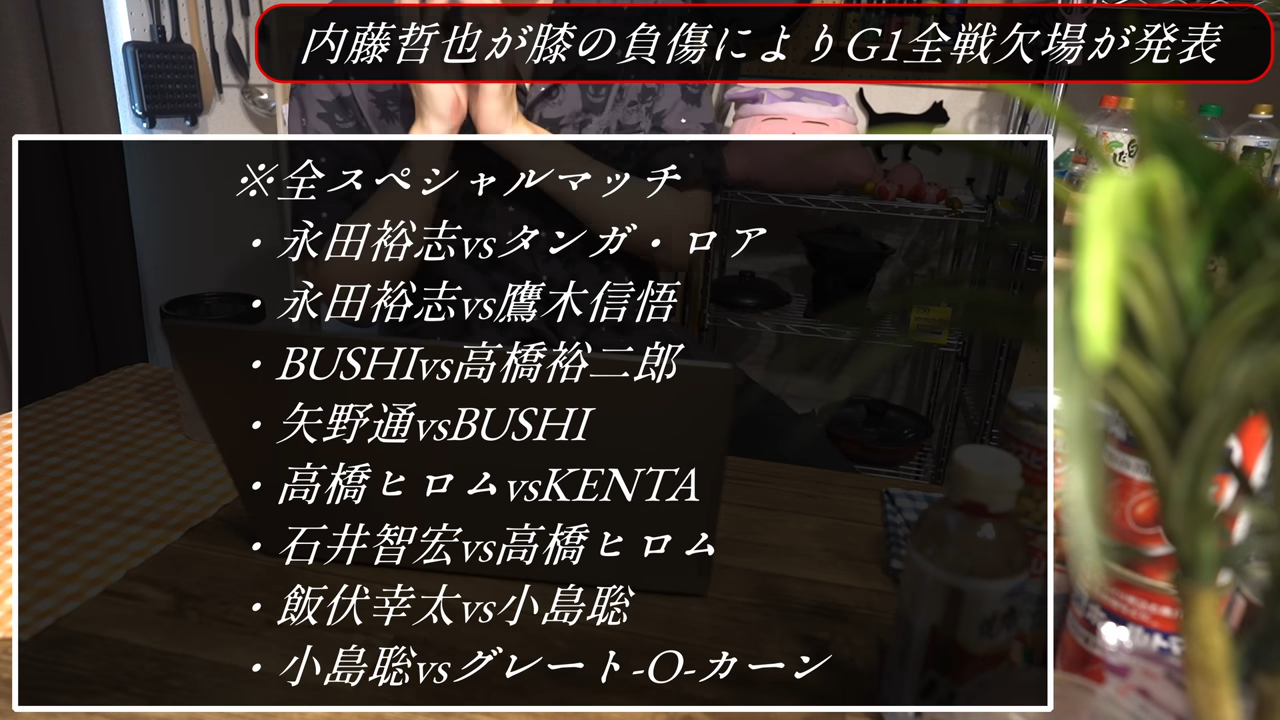 内藤哲也が膝の負傷によりG1全戦欠場が発表
※全スペシャルマッチ
・永田裕志vsタンガ・ロア
・永田裕志vs鷹木信悟
・BUSHIvs高橋裕二郎
・矢野通vsBUSHI
・高橋ヒロムvsKENTA
・石井智宏vs高橋ヒロム
・飯伏幸太vs小島聡
・小島聡vsグレート-O-カーン